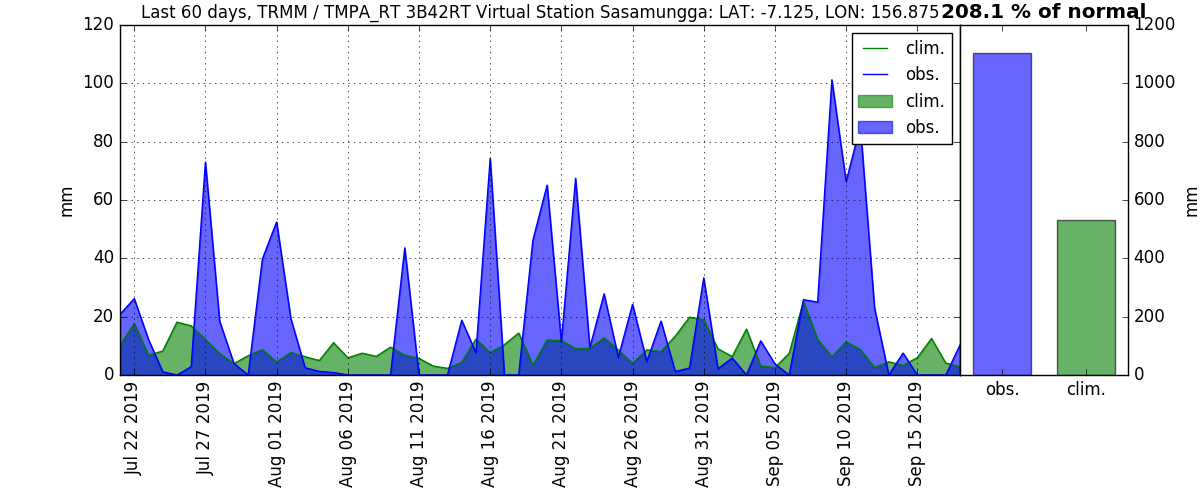 Last 60 days, TRMM / TMPA_RT 3B42RT Virtual Station Sasamungga: LAT: -7.125, LON: 156.875
208.1 % of normal
120
100
80
60
40
20
0
mm
clim.
obs.
clim.
obs.
1200
1000
800
600
400
200
0
mm
Jul 22 2019
Jul 27 2019
Aug 01 2019
Aug 06 2019
Aug 11 2019
Aug 16 2019
Aug 21 2019
Aug 26 2019
Aug 31 2019
Sep 05 2019
Sep 10 2019
Sep 15 2019
obs.
clim.